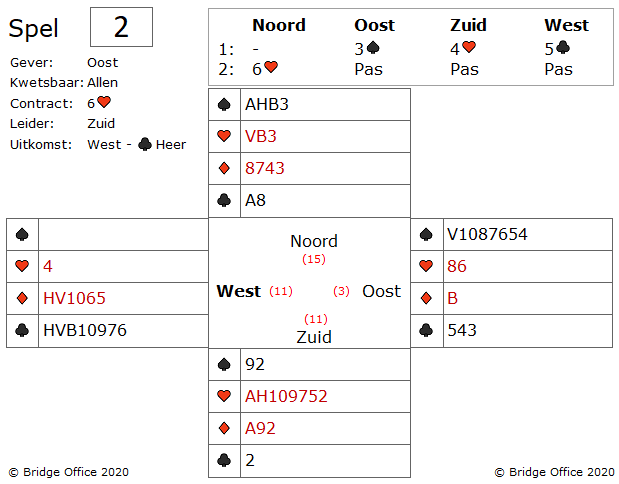 Spel 2
Noord Oost Zuid West
1: - 3♠ 4♥ 5♣
2: 6♥ Pas Pas Pas
Gever: Oost
Kwetsbaar: Allen
Contract: 6♥
Leider: Zuid
Uitkomst: West - ♣ Heer
♠ AHB3
♥ VB3
♦ 8743
♣ A8
♠
♥ 4
♦ HV1065
♣ HVB10976
Noord
(15)
West (11) (3) Oost
(11)
Zuid
♠ V1087654
♥ 86
♦ B
♣ 543
♠ 92
♥ AH109752
♦ A92
♣ 2
© Bridge Office 2020
© Bridge Office 2020